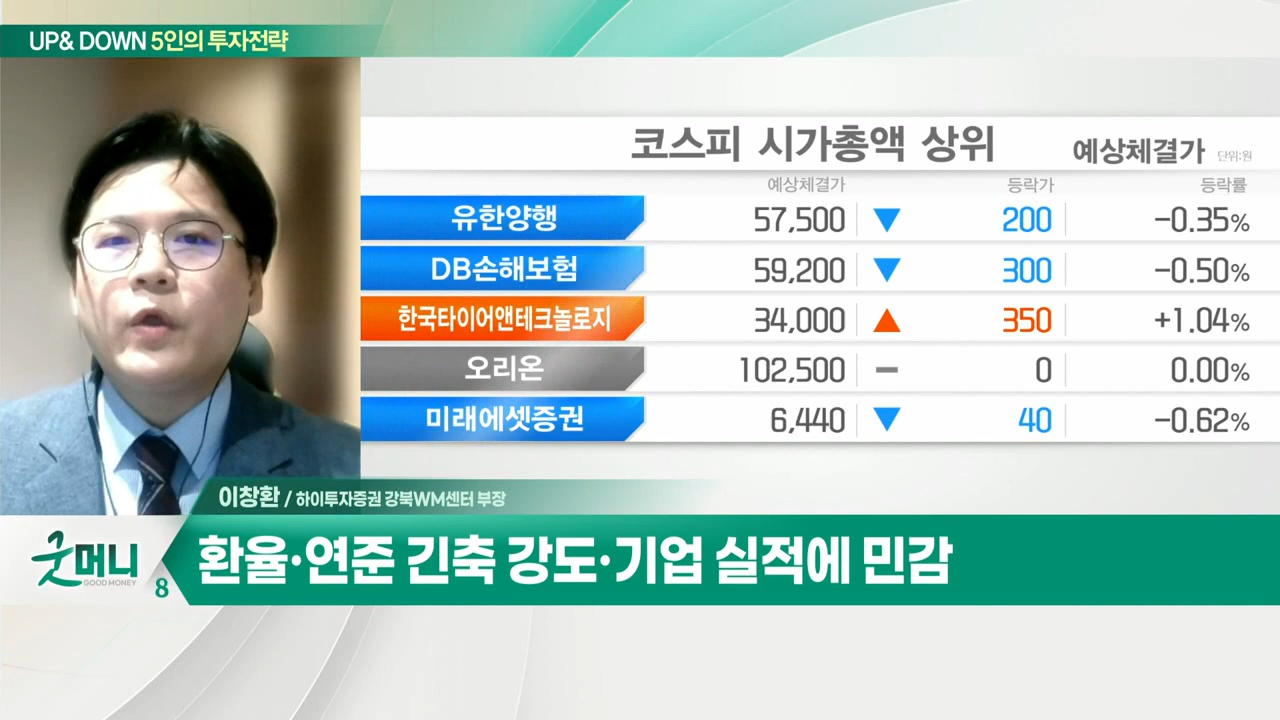 UP& DOWN 5인의 투자전략
코스피 시가총액 상위 예상체결가 단위:원
예상체결가 등락가 등락률
유한양행 57,500 ▼ 200 -0.35%
DB손해보험 59,200 ▼ 300 -0.50%
한국타이어앤테크놀로지 34,000 ▲ 350 +1.04%
오리온 102,500 - 0 0.00%
미래에셋증권 6,440 ▼ 40 -0.62%
이창환 / 하이투자증권 강북WM센터 부장
굿머니
GOOD MONEY
8
환율·연준 긴축 강도·기업 실적에 민감